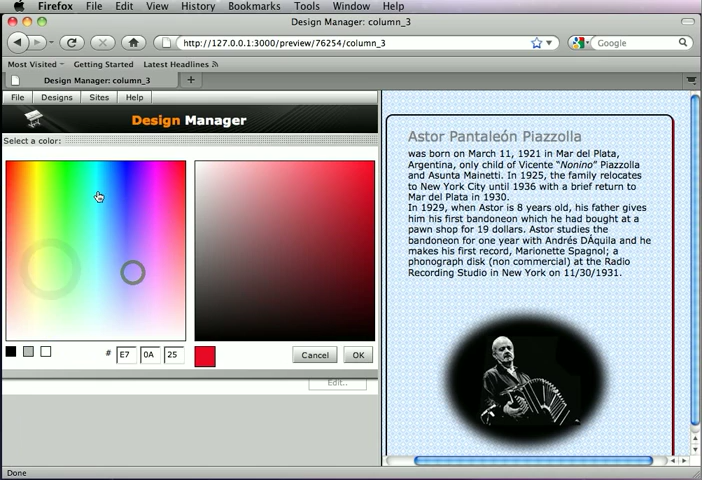 Firefox File Edit View History Bookmarks Tools Window Help
Design Manager: column_3
http://127.0.0.1:3000/preview/76254/column_3
Google
Most Visited Getting Started Latest Headlines
Design Manager: column_3
File Designs Sites Help
Design Manager
Select a color:
# E7 0A 25 Cancel OK
Edit..
Astor Pantaleón Piazzolla
was born on March 11, 1921 in Mar del Plata,
Argentina, only child of Vicente “Nonino” Piazzolla
and Asunta Mainetti. In 1925, the family relocates
to New York City until 1936 with a brief return to
Mar del Plata in 1930.
In 1929, when Astor is 8 years old, his father gives
him his first bandoneon which he had bought at a
pawn shop for 19 dollars. Astor studies the
bandoneon for one year with Andrés DÁquila and he
makes his first record, Marionette Spagnol; a
phonograph disk (non commercial) at the Radio
Recording Studio in New York on 11/30/1931.
Done